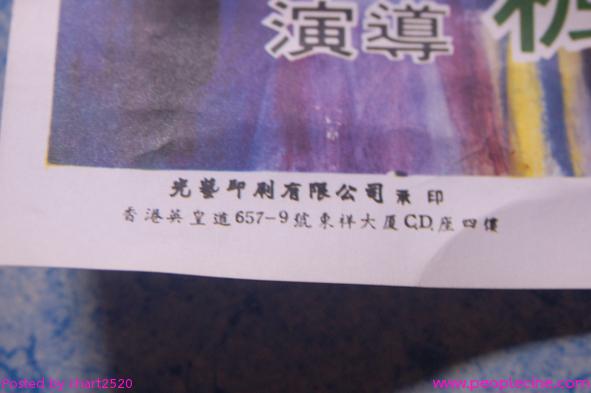 演導
光藝印刷有限公司 承印
香港英皇道657-9號東祥大厦C,D,座四樓
Posted by : hart2520
www.peoplecine.com